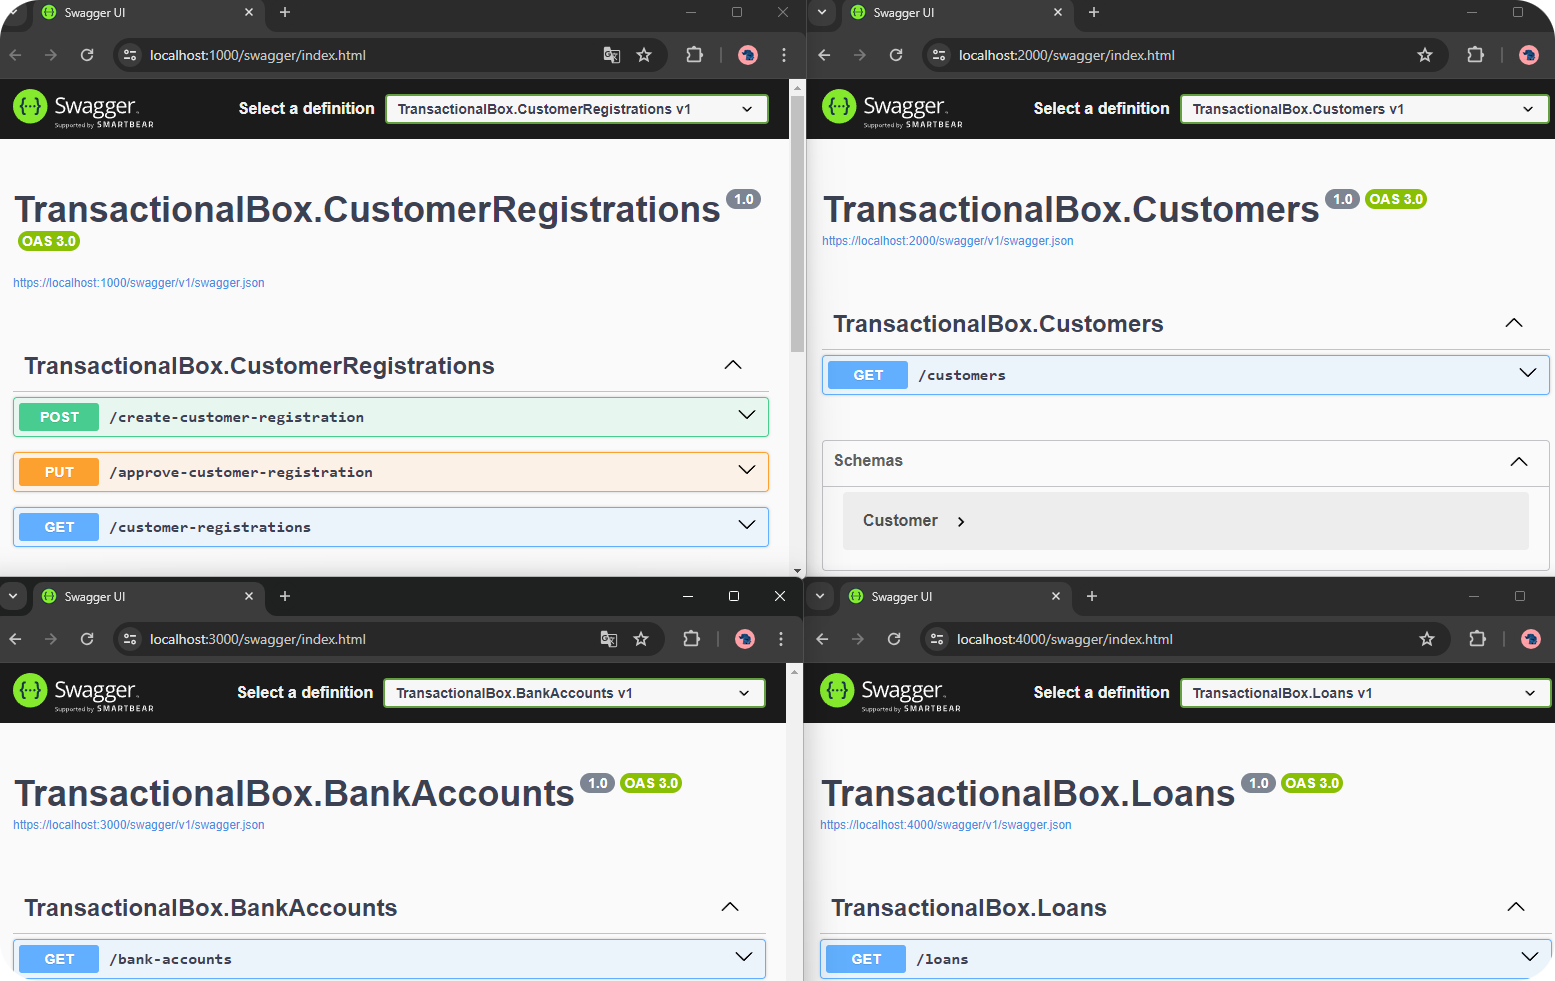 Swagger UI
localhost:1000/swagger/index.html
Swagger
Supported by SMARTBEAR
Select a definition
TransactionalBox.CustomerRegistrations v1
TransactionalBox.CustomerRegistrations 1.0
OAS 3.0
https://localhost:1000/swagger/v1/swagger.json
TransactionalBox.CustomerRegistrations
POST /create-customer-registration
PUT /approve-customer-registration
GET /customer-registrations
Swagger UI
localhost:2000/swagger/index.html
Swagger
Supported by SMARTBEAR
Select a definition
TransactionalBox.Customers v1
TransactionalBox.Customers 1.0 OAS 3.0
https://localhost:2000/swagger/v1/swagger.json
TransactionalBox.Customers
GET /customers
Schemas
Customer
Swagger UI
localhost:3000/swagger/index.html
Swagger
Supported by SMARTBEAR
Select a definition
TransactionalBox.BankAccounts v1
TransactionalBox.BankAccounts 1.0 OAS 3.0
https://localhost:3000/swagger/v1/swagger.json
TransactionalBox.BankAccounts
GET /bank-accounts
Swagger UI
localhost:4000/swagger/index.html
Swagger
Supported by SMARTBEAR
Select a definition
TransactionalBox.Loans v1
TransactionalBox.Loans 1.0 OAS 3.0
https://localhost:4000/swagger/v1/swagger.json
TransactionalBox.Loans
GET /loans